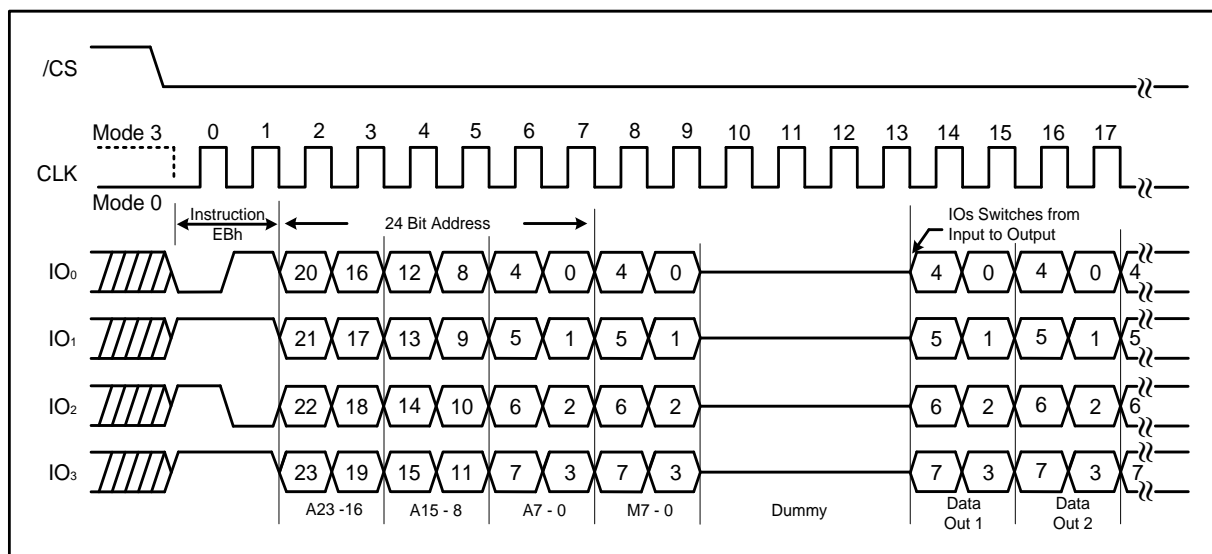 /CS
Mode 3 0 1 2 3 4 5 6 7 8 9 10 11 12 13 14 15 16 17
CLK
Mode 0
Instruction
EBh
24 Bit Address
IOs Switches from
Input to Output
IO0 20 16 12 8 4 0 4 0 4 0 4 0 4
IO1 21 17 13 9 5 1 5 1 5 1 5 1 5
IO2 22 18 14 10 6 2 6 2 6 2 6 2 6
IO3 23 19 15 11 7 3 7 3 7 3 7 3 7
A23 -16 A15 - 8 A7 - 0 M7 - 0 Dummy Data
Out 1 Data
Out 2